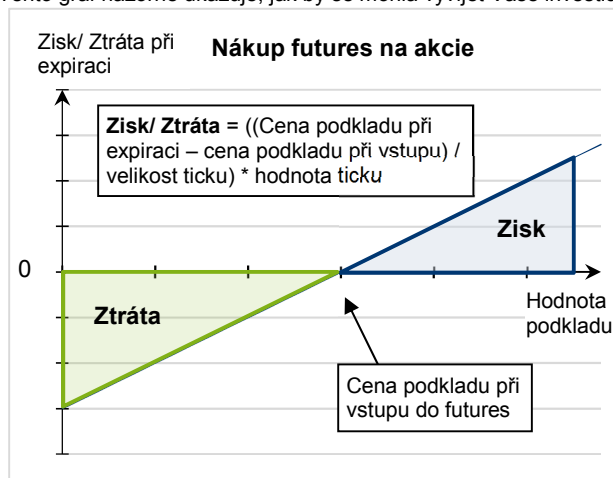 Zisk/ Ztráta při
expiraci
Nákup futures na akcie
Zisk/ Ztráta = ((Cena podkladu při
expiraci – cena podkladu při vstupu) /
velikost ticku) * hodnota ticku
Zisk
0
Ztráta
Hodnota
podkladu
Cena podkladu při
vstupu do futures